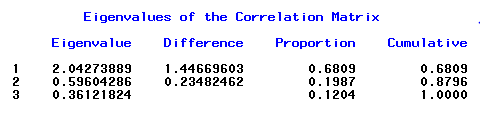 Eigenvalues of the Correlation Matrix
Eigenvalue Difference Proportion Cumulative
1 2.04273889 1.44669603 0.6809 0.6809
2 0.59604286 0.23482462 0.1987 0.8796
3 0.36121824 0.1204 1.0000